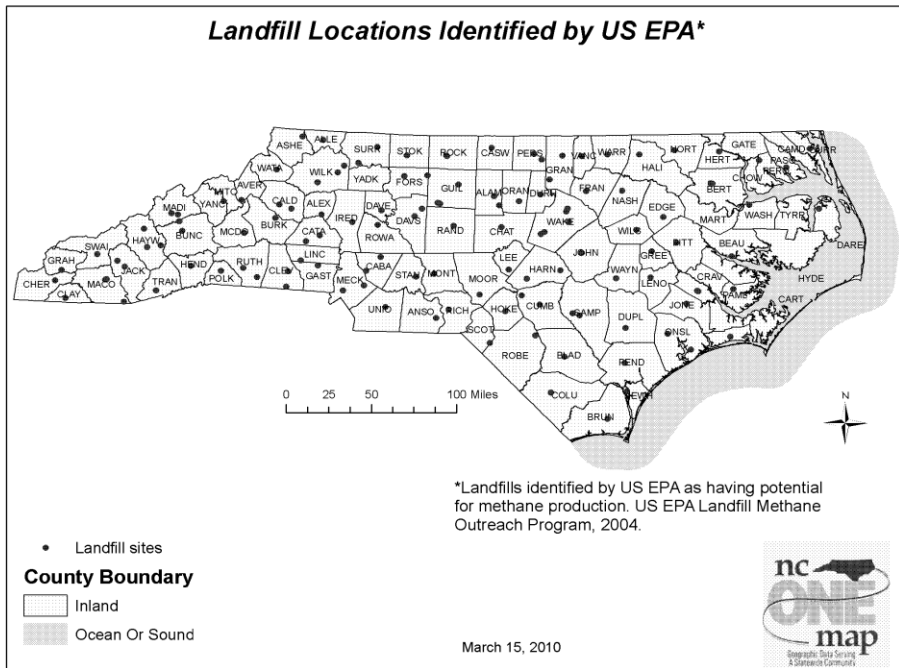 Landfill Locations Identified by US EPA*
ASHE ALLE SURR STOK ROCK CASW PERS GRAN VANC WARR HALI NORT HERT GATE CAMD CURR
WATA WILK YADK FORS GUIL ALAM ORAN DURH FRAN NASH BERT CHOW PERQ PASQ
MITC AVER CALD ALEX IRED DAVE DAVS RAND CHAT WAKE EDGE MART WASH TYRR DARE
MADI YANC BURK CATA ROWA WILS PITT BEAU HYDE
SWAI HAYW BUNC MCDO LINC CABA STAN MONT MOOR LEE HARN JOHN WAYN GREE LENO CRAV PAML
GRAH JACK HEND RUTH CLEV GAST MECK
CHER MACO TRAN POLK
CLAY
UNIO ANSO RICH HOKE CUMB SAMP DUPL JONE CART
SCOT ROBE BLAD PEND ONSL
COLU BRUN NEWH
0 25 50 100 Miles
N
*Landfills identified by US EPA as having potential
for methane production. US EPA Landfill Methane
Outreach Program, 2004.
Landfill sites
County Boundary
Inland
Ocean Or Sound
March 15, 2010
nc
ONE
map
Geographic Data Serving
A Statewide Community